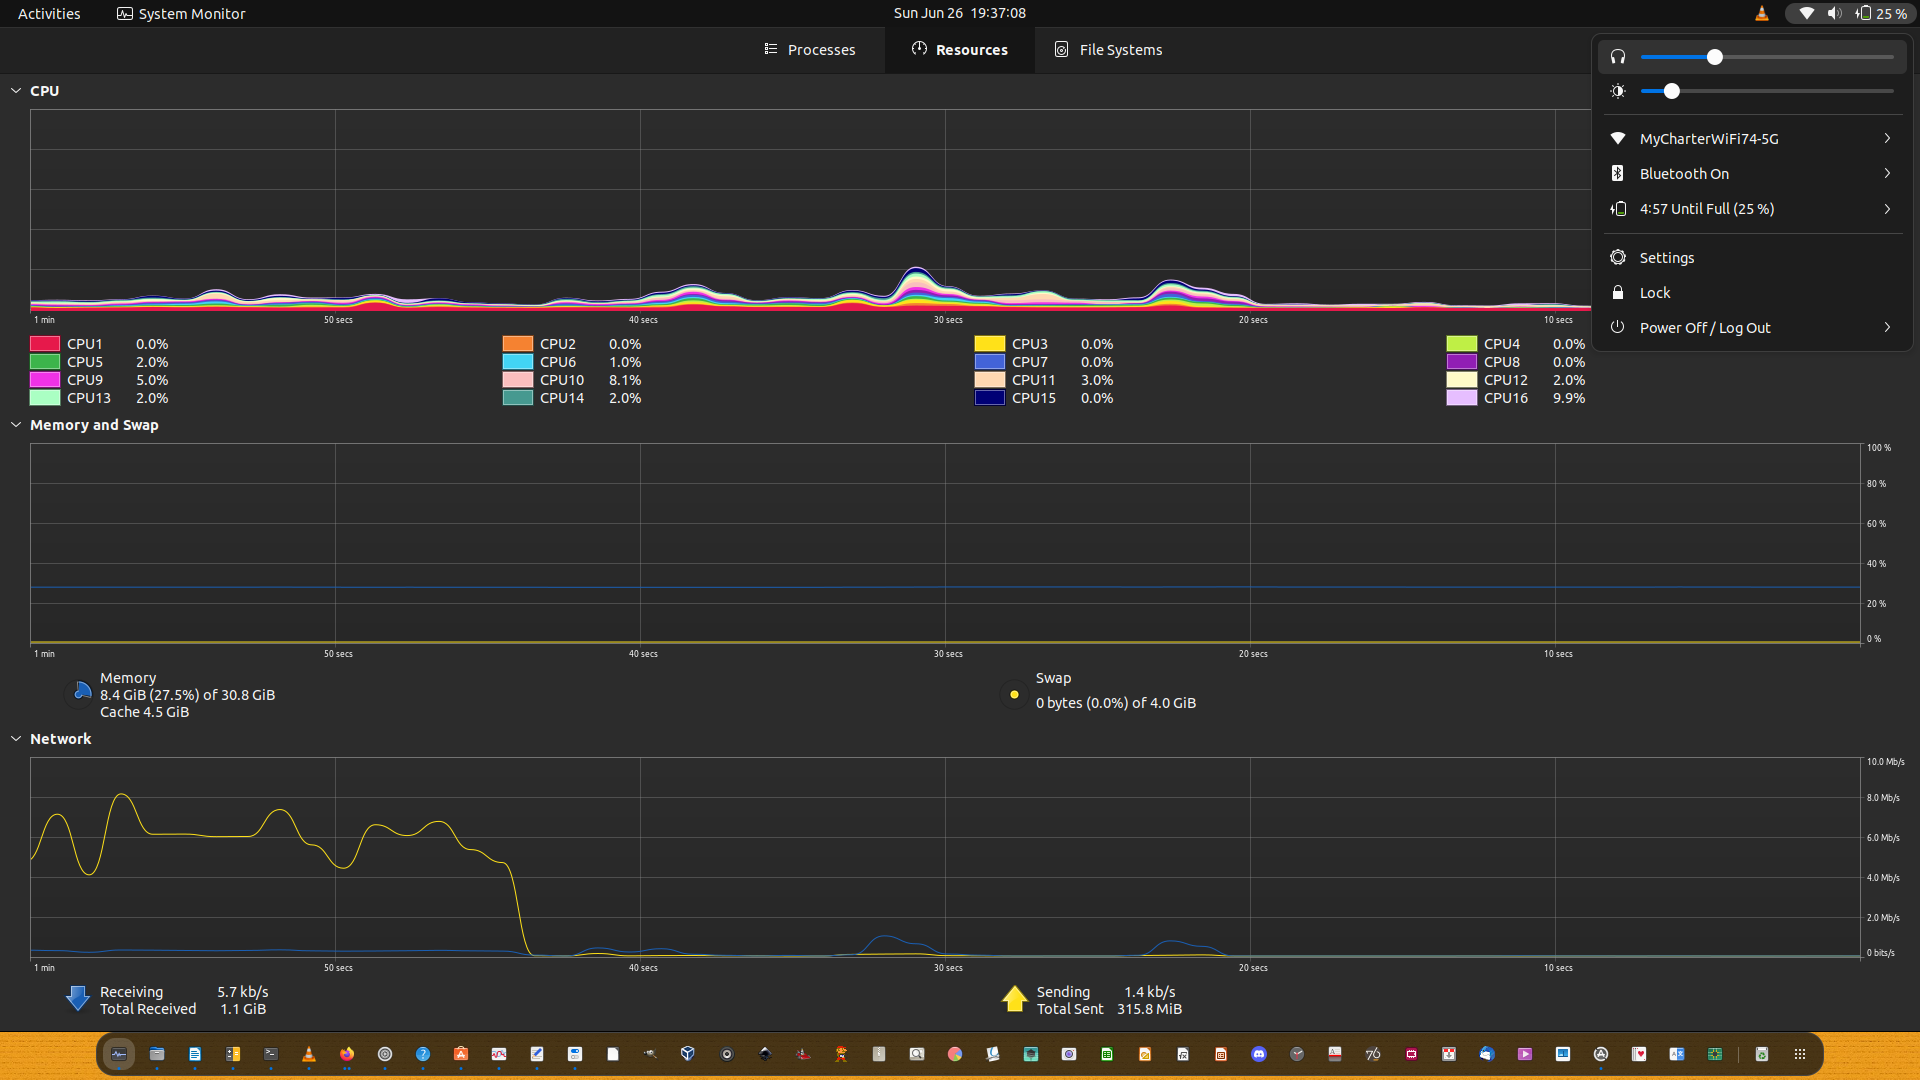 Activities
System Monitor
Sun Jun 26 19:37:08
25 %
Processes
Resources
File Systems
CPU
1 min 50 secs 40 secs 30 secs 20 secs 10 secs
CPU1 0.0% CPU2 0.0% CPU3 0.0% CPU4 0.0%
CPU5 2.0% CPU6 1.0% CPU7 0.0% CPU8 0.0%
CPU9 5.0% CPU10 8.1% CPU11 3.0% CPU12 2.0%
CPU13 2.0% CPU14 2.0% CPU15 0.0% CPU16 9.9%
MyCharterWiFi74-5G
Bluetooth On
4:57 Until Full (25 %)
Settings
Lock
Power Off / Log Out
Memory and Swap
100 %
80 %
60 %
40 %
20 %
0 %
1 min 50 secs 40 secs 30 secs 20 secs 10 secs
Memory
8.4 GiB (27.5%) of 30.8 GiB
Cache 4.5 GiB
Swap
0 bytes (0.0%) of 4.0 GiB
Network
10.0 Mb/s
8.0 Mb/s
6.0 Mb/s
4.0 Mb/s
2.0 Mb/s
0 bits/s
1 min 50 secs 40 secs 30 secs 20 secs 10 secs
Receiving 5.7 kb/s
Total Received 1.1 GiB
Sending 1.4 kb/s
Total Sent 315.8 MiB